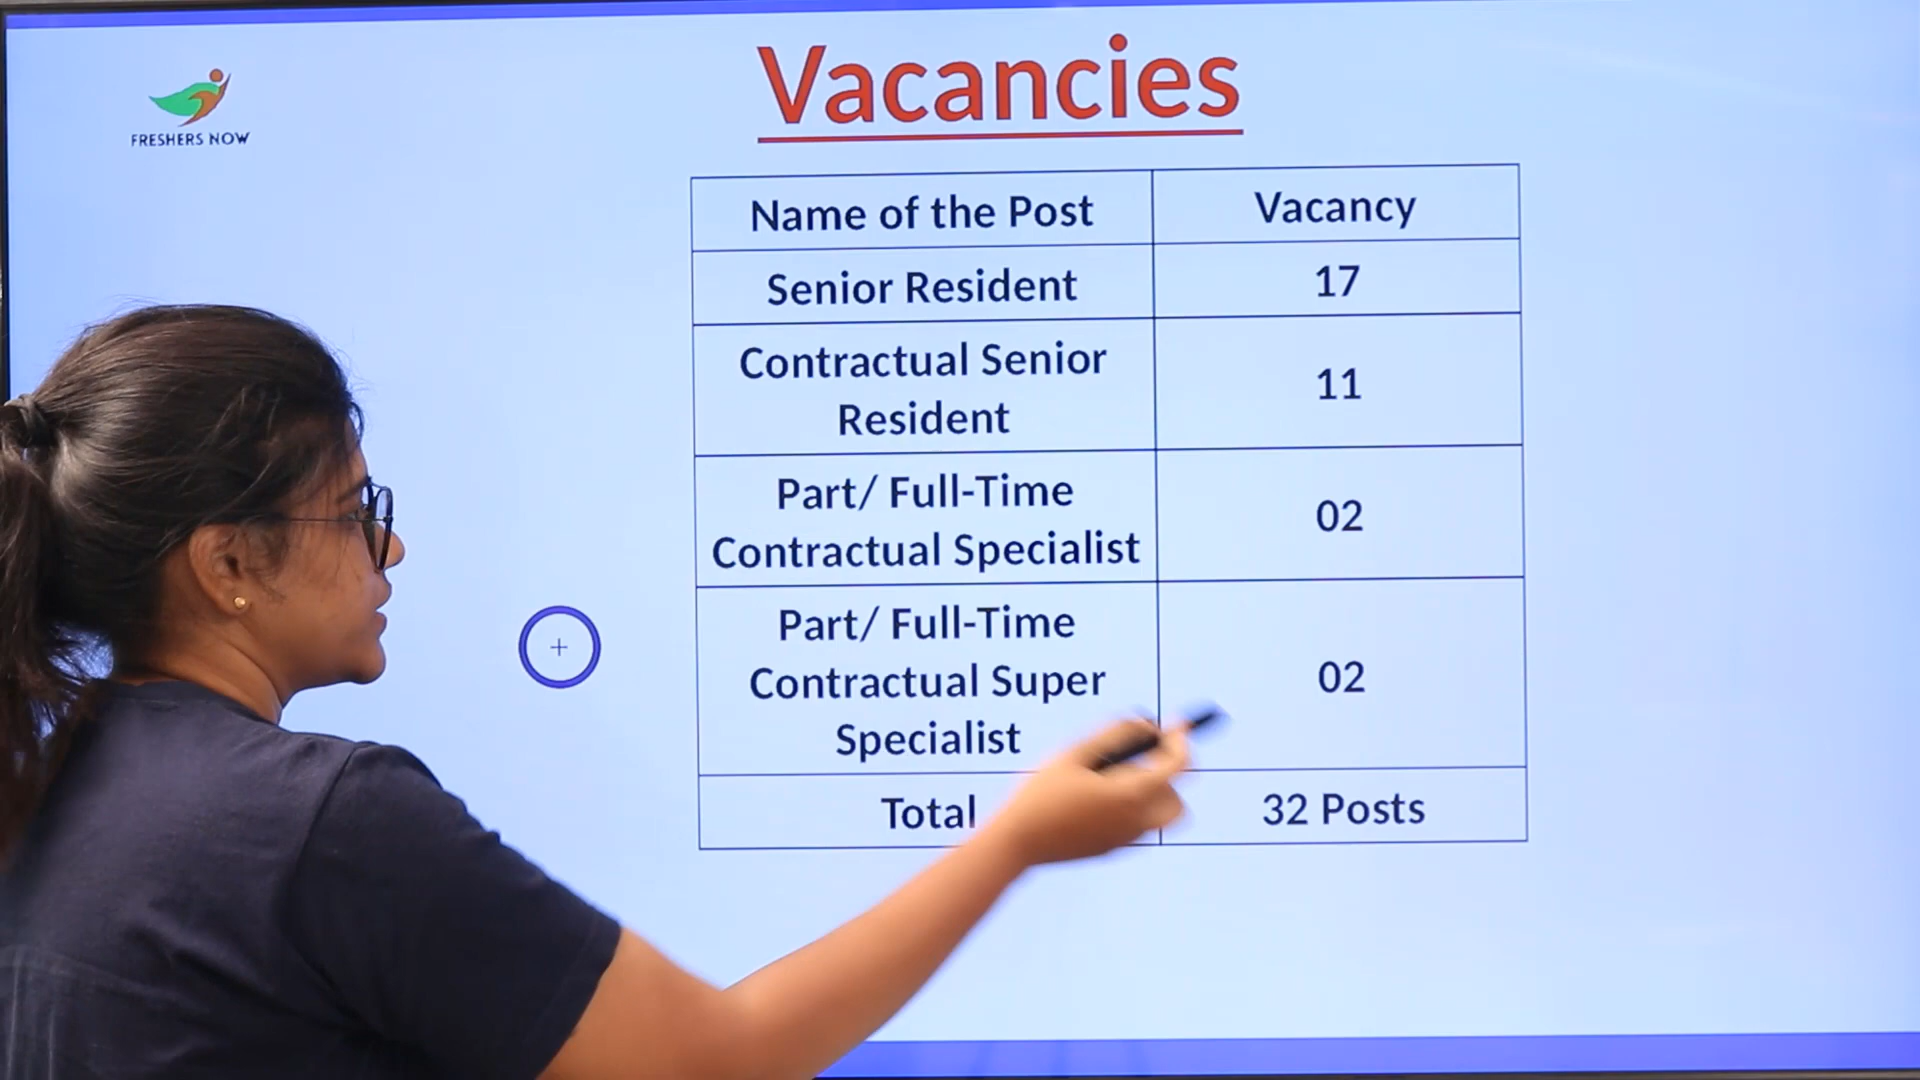 FRESHERS NOW
Vacancies
Name of the Post
Vacancy
Senior Resident
17
Contractual Senior
Resident
11
Part/ Full-Time
Contractual Specialist
02
Part/ Full-Time
Contractual Super
Specialist
02
Total
32 Posts